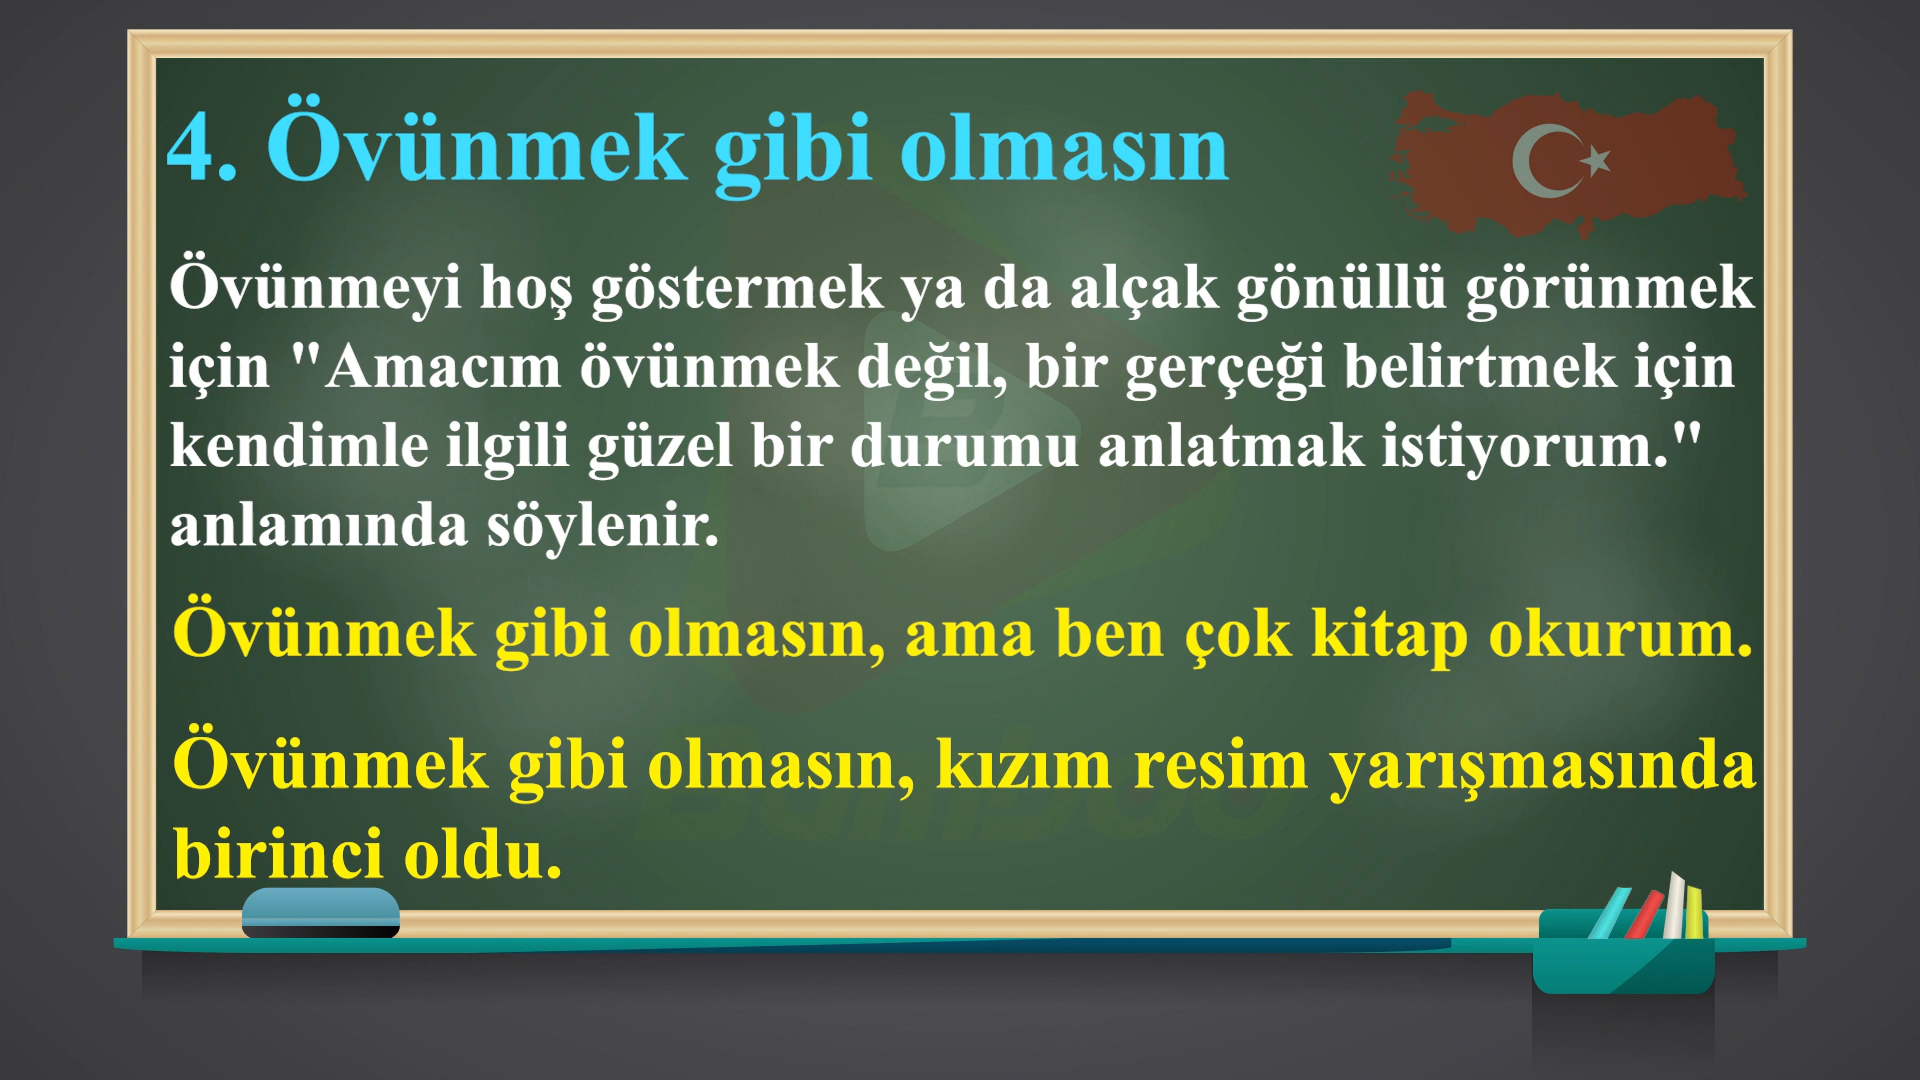 4. Övünmek gibi olmasın
Övünmeyi hoş göstermek ya da alçak gönüllü görünmek
için "Amacım övünmek değil, bir gerçeği belirtmek için
kendimle ilgili güzel bir durumu anlatmak istiyorum."
anlamında söylenir.
Övünmek gibi olmasın, ama ben çok kitap okurum.
Övünmek gibi olmasın, kızım resim yarışmasında
birinci oldu.